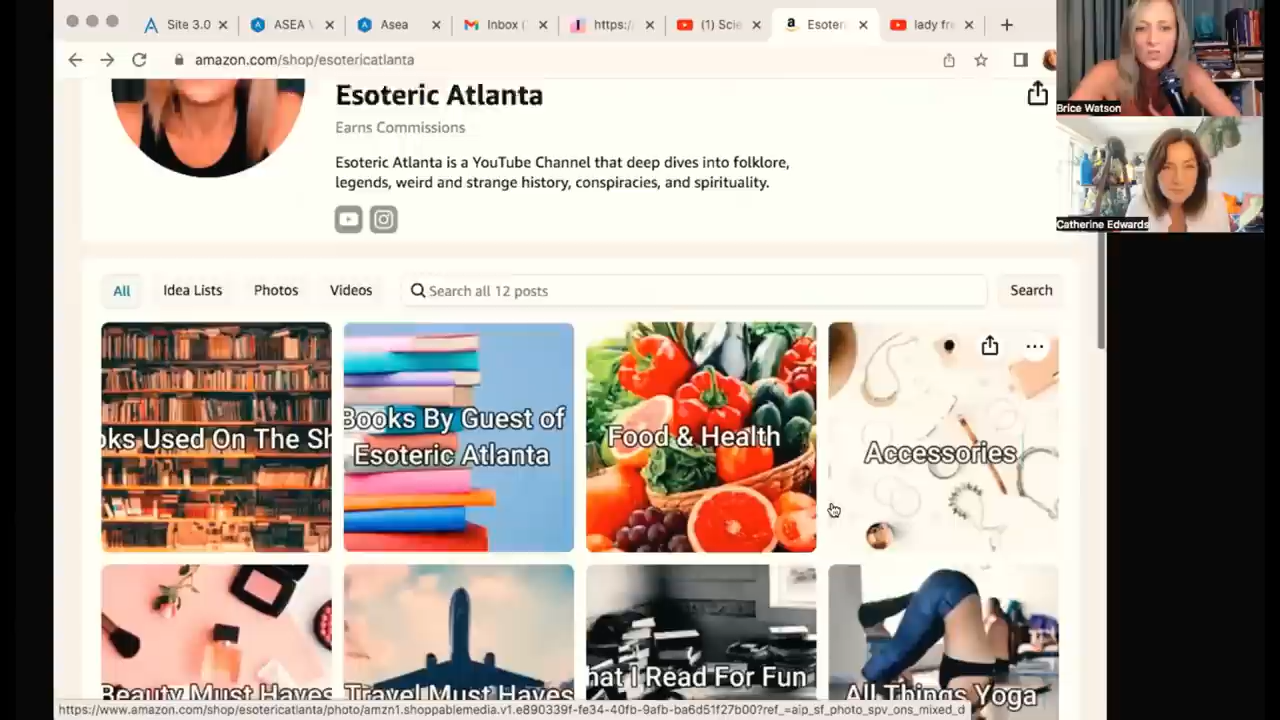 Site 3.0
ASEA
Asea
Inbox (
https:/
(1) Scie
Esoteri
lady fre
amazon.com/shop/esotericatlanta
Brice Watson
Catherine Edwards
Esoteric Atlanta
Earns Commissions
Esoteric Atlanta is a YouTube Channel that deep dives into folklore,
legends, weird and strange history, conspiracies, and spirituality.
All
Idea Lists
Photos
Videos
Search all 12 posts
Search
oks Used On The Sh
Books By Guest of
Esoteric Atlanta
Food & Health
Accessories
Beauty Must Haves
Travel Must Haves
hat I Read For Fun
All Things Yoga
https://www.amazon.com/shop/esotericatlanta/photo/amzn1.shoppablemedia.v1.e890339f-fe34-40fb-9afb-ba6d51f27b00?ref_=aip_sf_photo_spv_ons_mixed_d